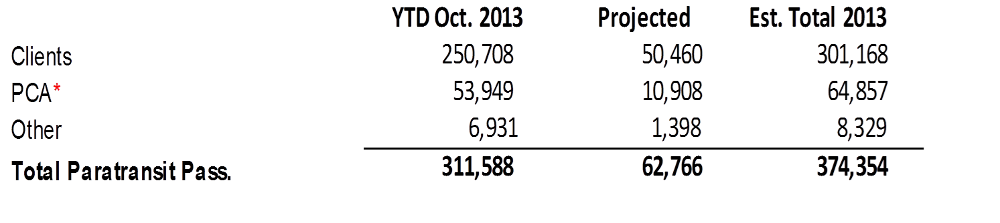 YTD Oct. 2013 Projected Est. Total 2013
Clients 250,708 50,460 301,168
PCA* 53,949 10,908 64,857
Other 6,931 1,398 8,329
Total Paratransit Pass. 311,588 62,766 374,354